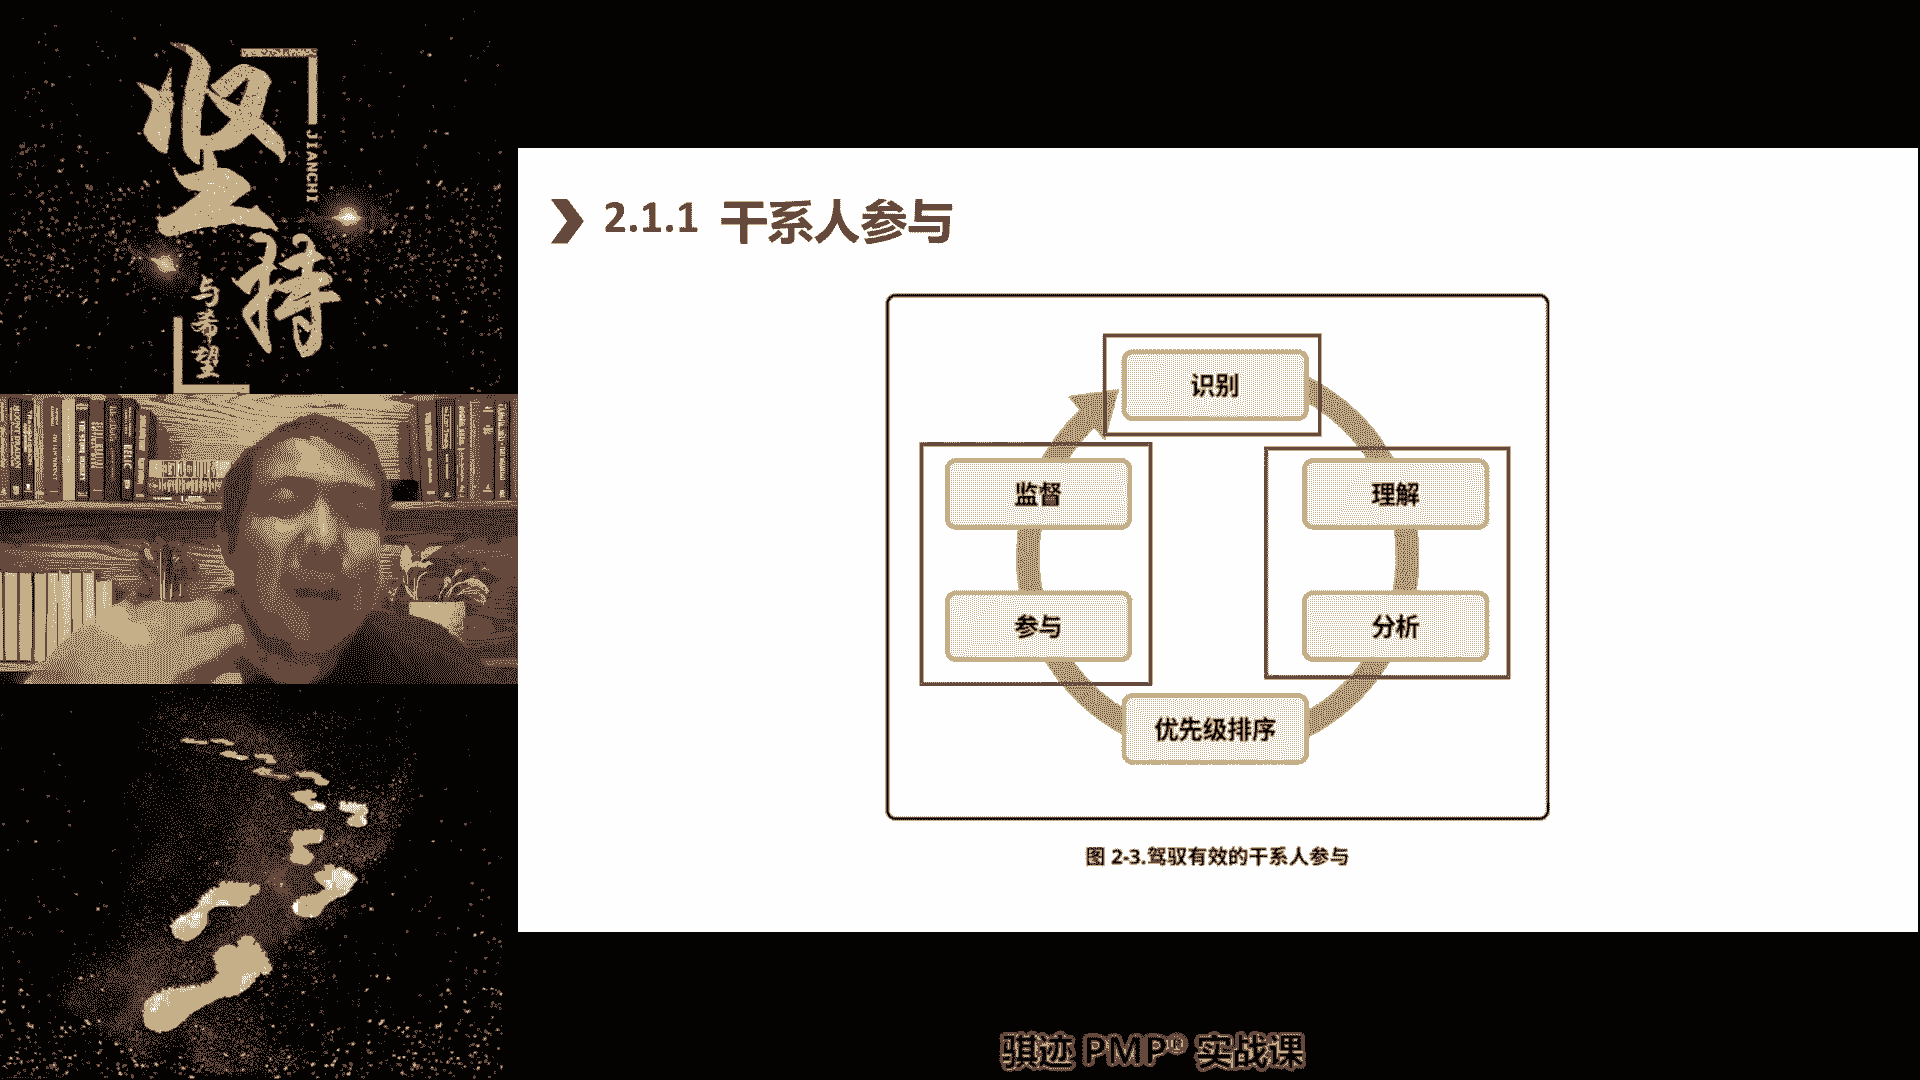 坚持
JIANCHI
与希望
2.1.1 干系人参与
识别
监督
理解
参与
分析
优先级排序
图 2-3.驾驭有效的干系人参与
骐迹 PMP® 实战课